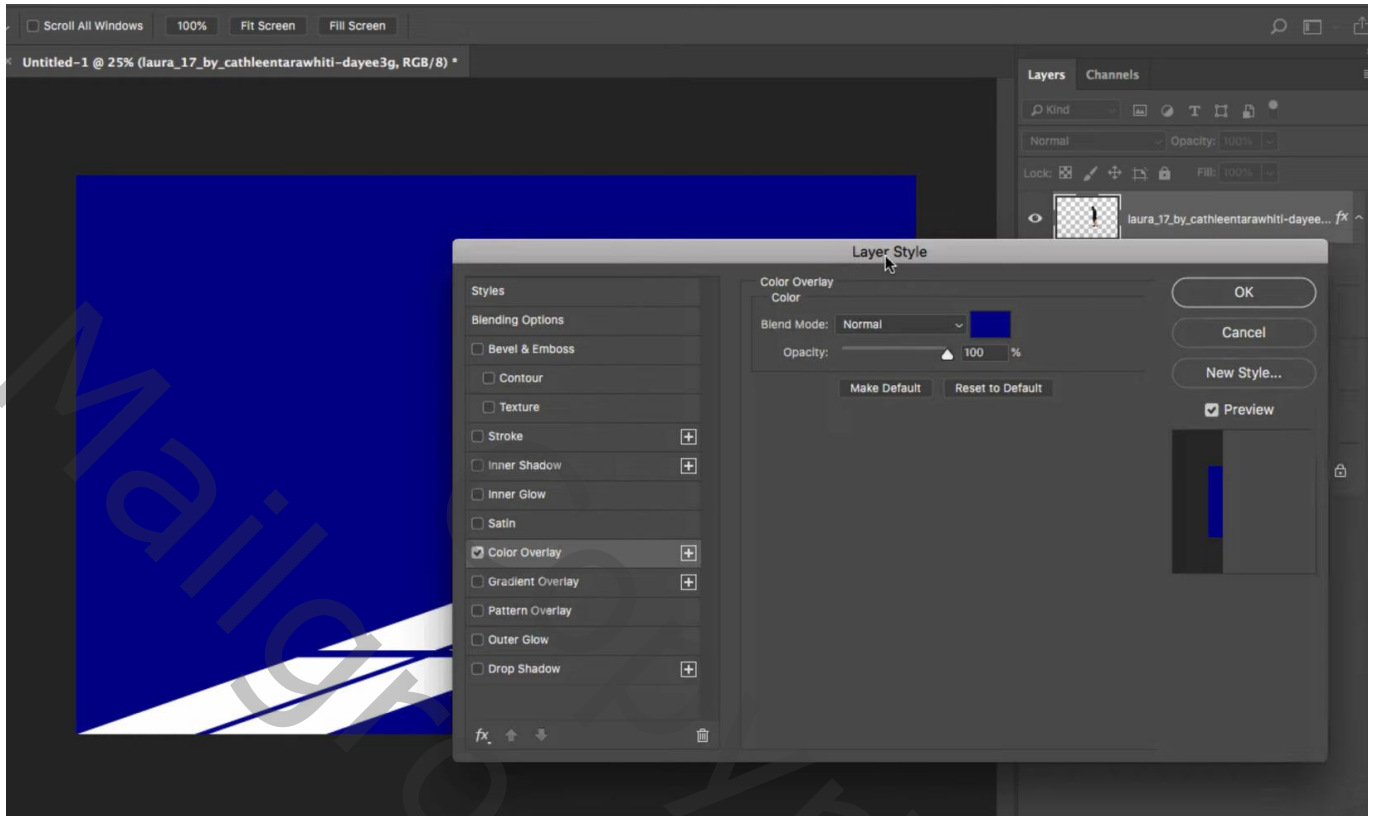 Scroll All Windows 100% Fit Screen Fill Screen
Untitled-1 @ 25% (laura_17_by_cathleentarawhiti-dayee3g, RGB/8) *
Layers Channels
Kind
Normal Opacity: 100%
Lock: Fill: 100%
laura_17_by_cathleentarawhiti-dayee... fx
Layer Style
Styles
Blending Options
Bevel & Emboss
Contour
Texture
Stroke
Inner Shadow
Inner Glow
Satin
Color Overlay
Gradient Overlay
Pattern Overlay
Outer Glow
Drop Shadow
fx
Color Overlay
Color
Blend Mode: Normal
Opacity: 100 %
Make Default Reset to Default
OK
Cancel
New Style...
Preview